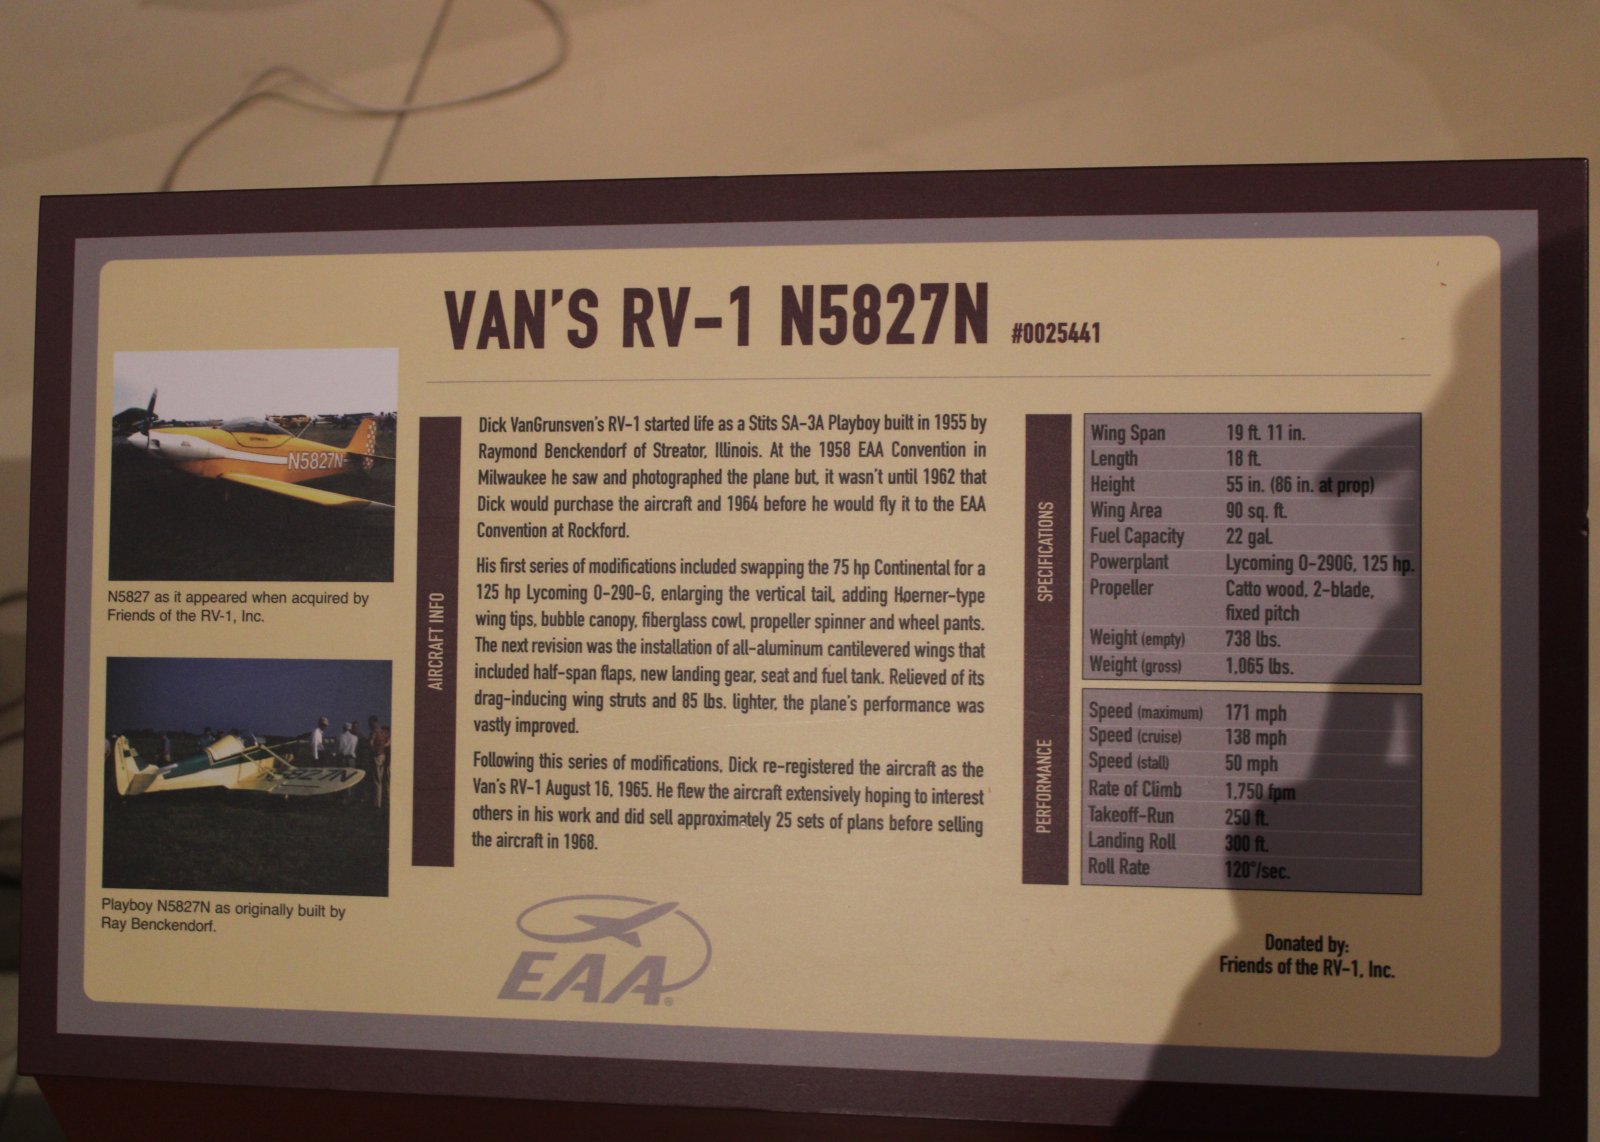 VAN'S RV-1 N5827N #0025441
N5827N
N5827 as it appeared when acquired by
Friends of the RV-1, Inc.
N5827N
Playboy N5827N as originally built by
Ray Benckendorf.
AIRCRAFT INFO
Dick VanGrunsven's RV-1 started life as a Stits SA-3A Playboy built in 1955 by
Raymond Benckendorf of Streator, Illinois. At the 1958 EAA Convention in
Milwaukee he saw and photographed the plane but, it wasn't until 1962 that
Dick would purchase the aircraft and 1964 before he would fly it to the EAA
Convention at Rockford.
His first series of modifications included swapping the 75 hp Continental for a
125 hp Lycoming O-290-G, enlarging the vertical tail, adding Hoerner-type
wing tips, bubble canopy, fiberglass cowl, propeller spinner and wheel pants.
The next revision was the installation of all-aluminum cantilevered wings that
included half-span flaps, new landing gear, seat and fuel tank. Relieved of its
drag-inducing wing struts and 85 lbs. lighter, the plane's performance was
vastly improved.
Following this series of modifications, Dick re-registered the aircraft as the
Van's RV-1 August 16, 1965. He flew the aircraft extensively hoping to interest
others in his work and did sell approximately 25 sets of plans before selling
the aircraft in 1968.
SPECIFICATIONS
Wing Span 19 ft. 11 in.
Length 18 ft.
Height 55 in. (86 in. at prop)
Wing Area 90 sq. ft.
Fuel Capacity 22 gal.
Powerplant Lycoming O-290G, 125 hp.
Propeller Catto wood, 2-blade,
fixed pitch
Weight (empty) 738 lbs.
Weight (gross) 1,065 lbs.
PERFORMANCE
Speed (maximum) 171 mph
Speed (cruise) 138 mph
Speed (stall) 50 mph
Rate of Climb 1,750 fpm
Takeoff-Run 250 ft.
Landing Roll 300 ft.
Roll Rate 120°/sec.
EAA®
Donated by:
Friends of the RV-1, Inc.